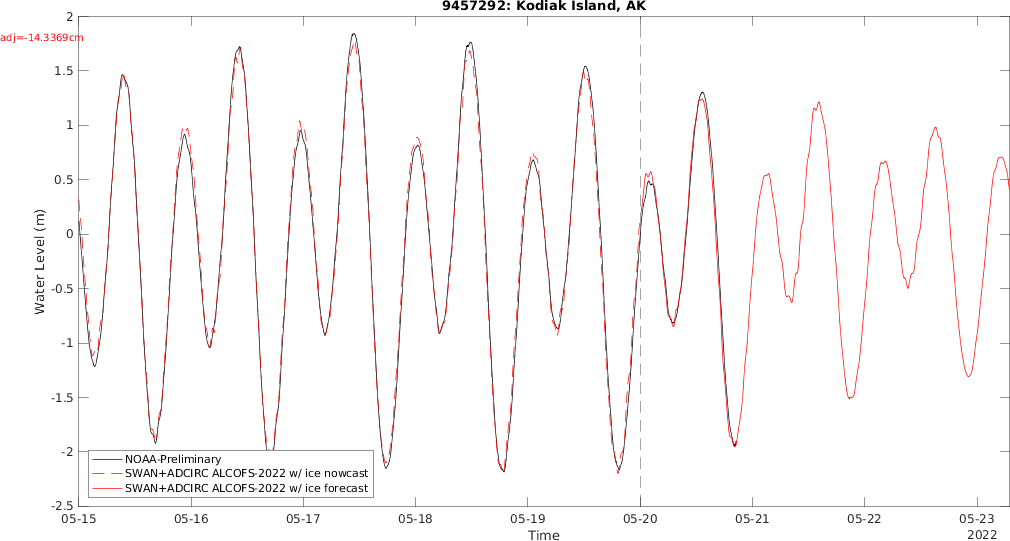 9457292: Kodiak Island, AK
adj=-14.3369cm
Water Level (m)
2
1.5
1
0.5
0
-0.5
-1
-1.5
-2
-2.5
NOAA-Preliminary
SWAN+ADCIRC ALCOFS-2022 w/ ice nowcast
SWAN+ADCIRC ALCOFS-2022 w/ ice forecast
05-15 05-16 05-17 05-18 05-19 05-20 05-21 05-22 05-23
Time
2022